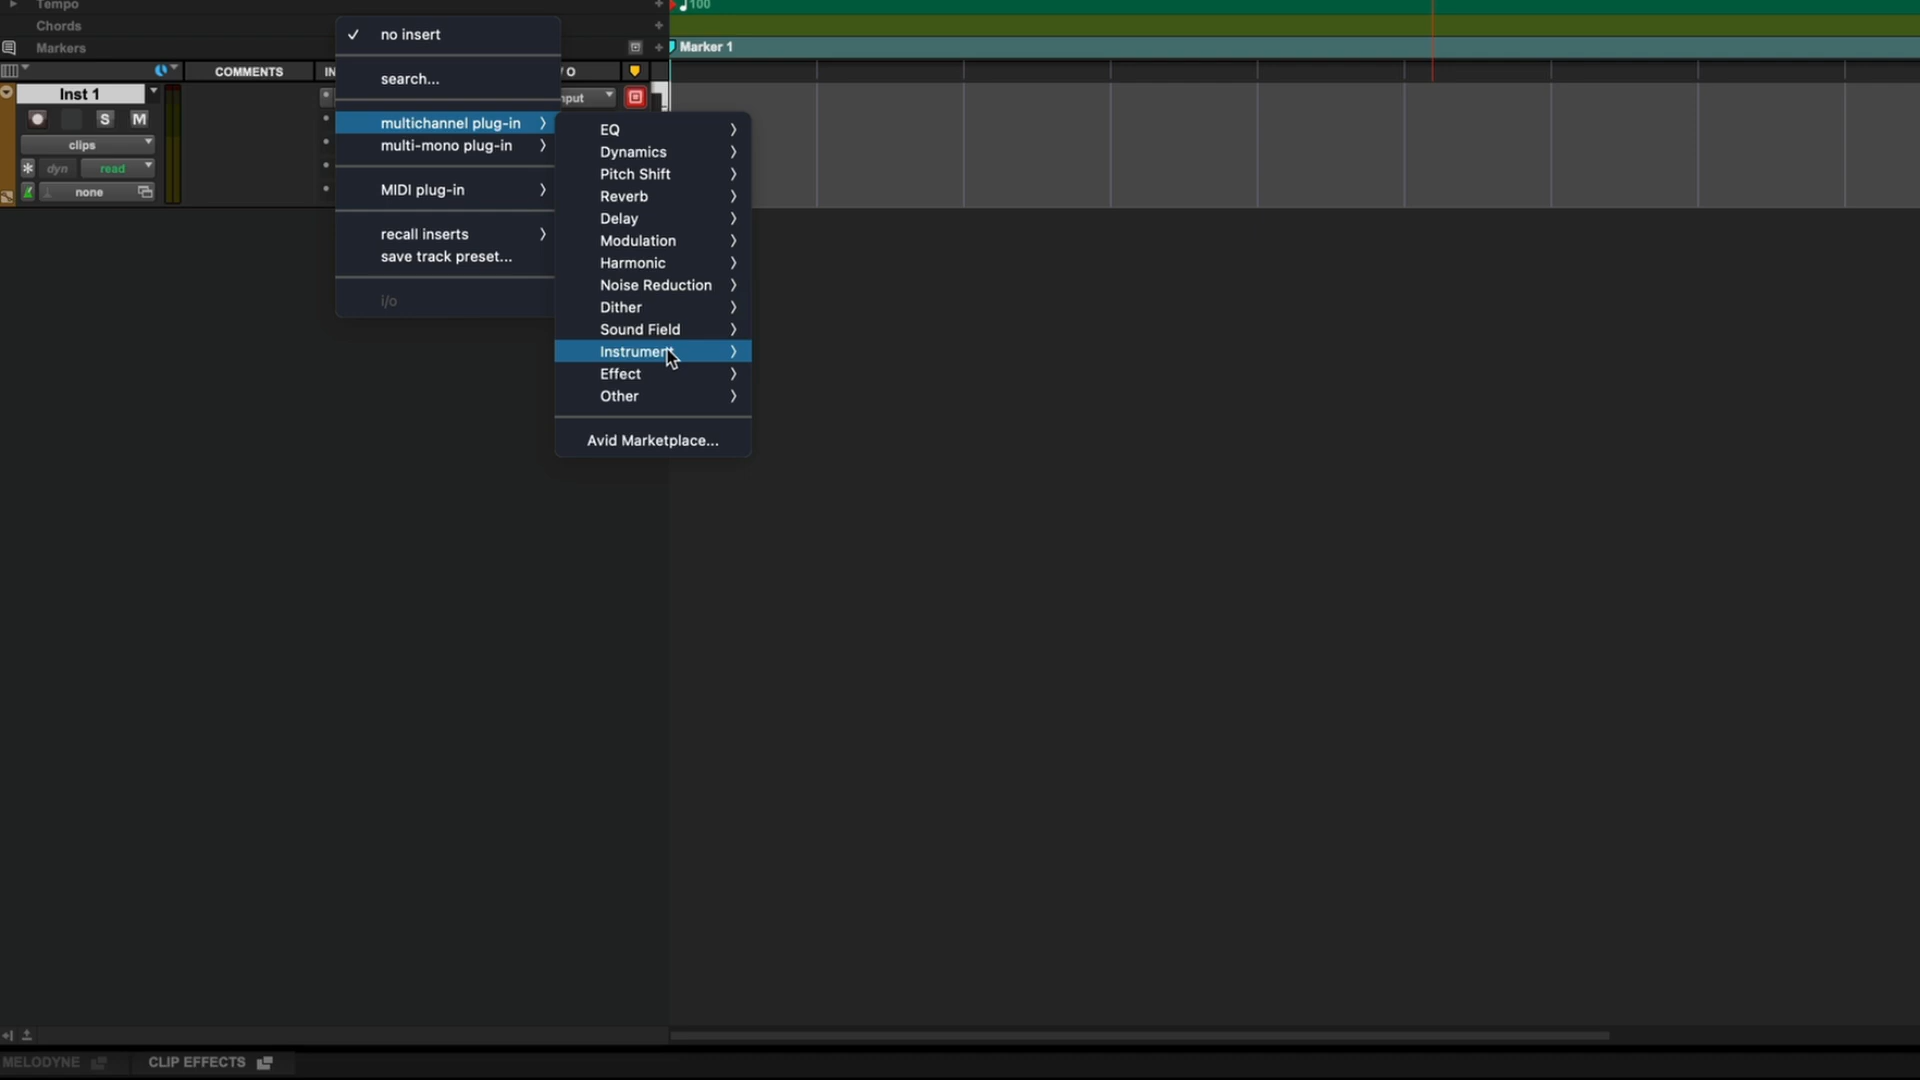 Tempo
100
Chords
Markers
Marker 1
COMMENTS
Inst 1
S
M
clips
dyn
read
none
no insert
search...
multichannel plug-in
multi-mono plug-in
MIDI plug-in
recall inserts
save track preset...
i/o
EQ
Dynamics
Pitch Shift
Reverb
Delay
Modulation
Harmonic
Noise Reduction
Dither
Sound Field
Instrument
Effect
Other
Avid Marketplace...
MELODYNE
CLIP EFFECTS